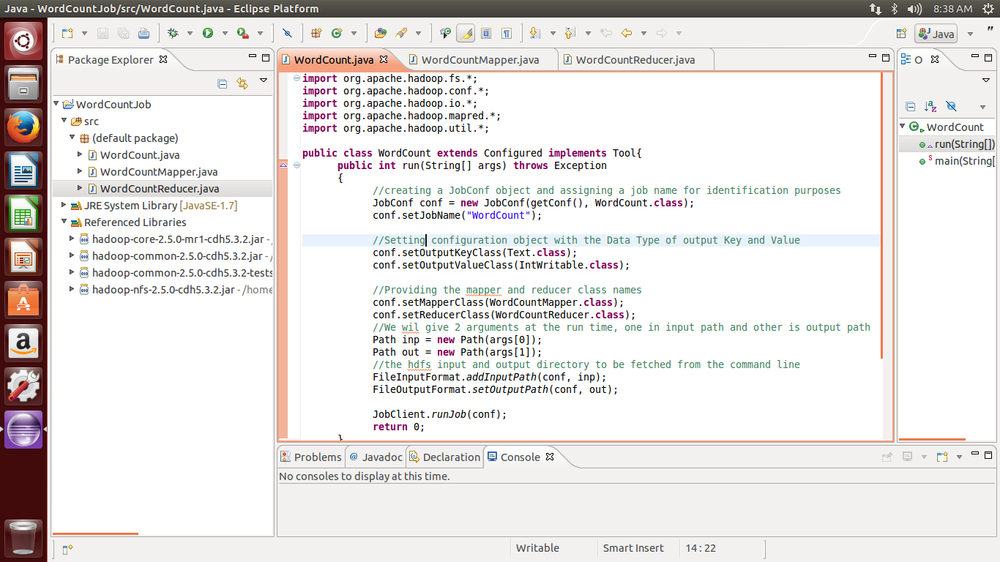 Java - WordCountJob/src/WordCount.java - Eclipse Platform
8:38 AM
Java
Package Explorer
WordCountJob
src
(default package)
WordCount.java
WordCountMapper.java
WordCountReducer.java
JRE System Library [JavaSE-1.7]
Referenced Libraries
hadoop-core-2.5.0-mr1-cdh5.3.2.jar -
hadoop-common-2.5.0-cdh5.3.2.jar -
hadoop-common-2.5.0-cdh5.3.2-tests
hadoop-nfs-2.5.0-cdh5.3.2.jar - /home
WordCount.java
WordCountMapper.java
WordCountReducer.java
import org.apache.hadoop.fs.*;
import org.apache.hadoop.conf.*;
import org.apache.hadoop.io.*;
import org.apache.hadoop.mapred.*;
import org.apache.hadoop.util.*;
public class WordCount extends Configured implements Tool{
public int run(String[] args) throws Exception
{
//creating a JobConf object and assigning a job name for identification purposes
JobConf conf = new JobConf(getConf(), WordCount.class);
conf.setJobName("WordCount");
//Setting configuration object with the Data Type of output Key and Value
conf.setOutputKeyClass(Text.class);
conf.setOutputValueClass(IntWritable.class);
//Providing the mapper and reducer class names
conf.setMapperClass(WordCountMapper.class);
conf.setReducerClass(WordCountReducer.class);
//We wil give 2 arguments at the run time, one in input path and other is output path
Path inp = new Path(args[0]);
Path out = new Path(args[1]);
//the hdfs input and output directory to be fetched from the command line
FileInputFormat.addInputPath(conf, inp);
FileOutputFormat.setOutputPath(conf, out);
JobClient.runJob(conf);
return 0;
}
O
WordCount
run(String[])
main(String[
Problems
Javadoc
Declaration
Console
No consoles to display at this time.
Writable
Smart Insert
14 : 22